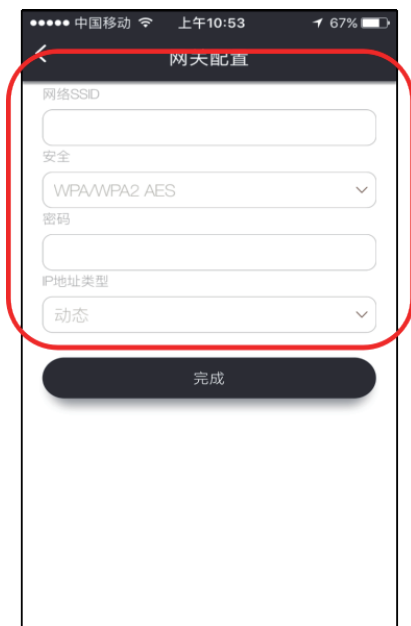 中国移动 上午10:53 67%
网关配置
网络SSID
安全
WPA/WPA2 AES
密码
IP地址类型
动态
完成